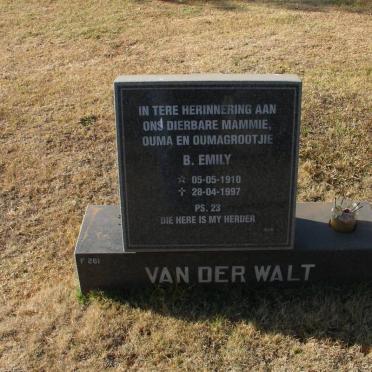 IN TERE HERINNERING AAN
ONS DIERBARE MAMMIE,
OUMA EN OUMAGROOTJIE
B. EMILY
☆ 05-05-1910
✝ 28-04-1997
PS. 23
DIE HERE IS MY HERDER
F 261
VAN DER WALT